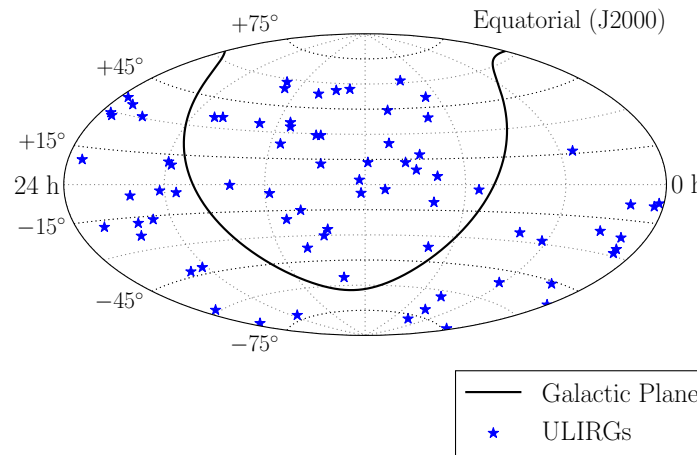 Equatorial (J2000)
+75°
+45°
+15°
24 h
0 h
−15°
−45°
−75°
Galactic Plane
ULIRGs